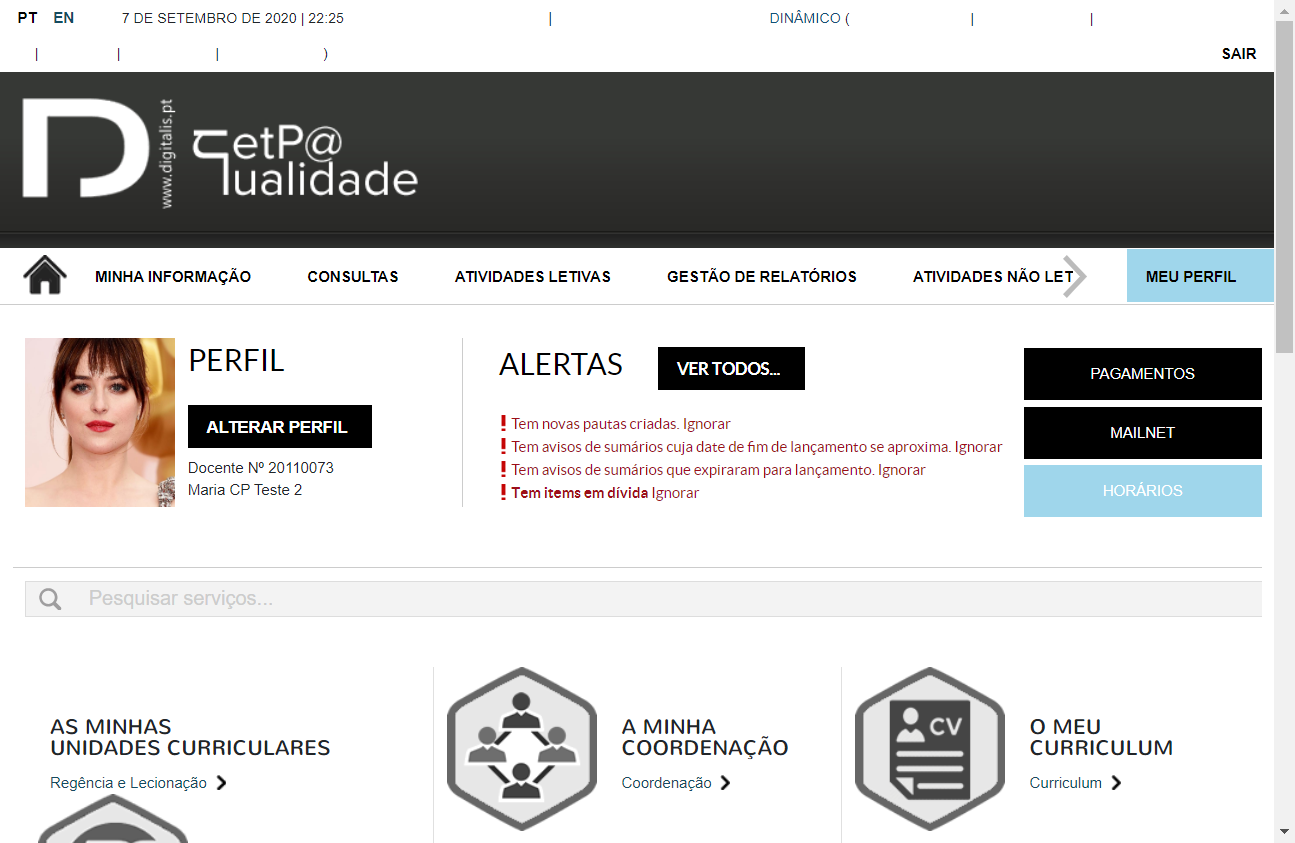 PT EN 7 DE SETEMBRO DE 2020 | 22:25 | DINÂMICO ( | |
| | | )
SAIR
www.digitalis.pt
netP@
qualidade
MINHA INFORMAÇÃO CONSULTAS ATIVIDADES LETIVAS GESTÃO DE RELATÓRIOS ATIVIDADES NÃO LET MEU PERFIL
PERFIL
ALTERAR PERFIL
Docente Nº 20110073
Maria CP Teste 2
ALERTAS VER TODOS...
Tem novas pautas criadas. Ignorar
Tem avisos de sumários cuja date de fim de lançamento se aproxima. Ignorar
Tem avisos de sumários que expiraram para lançamento. Ignorar
Tem items em dívida Ignorar
PAGAMENTOS
MAILNET
HORÁRIOS
Pesquisar serviços...
AS MINHAS
UNIDADES CURRICULARES
Regência e Lecionação
A MINHA
COORDENAÇÃO
Coordenação
CV
O MEU
CURRICULUM
Curriculum